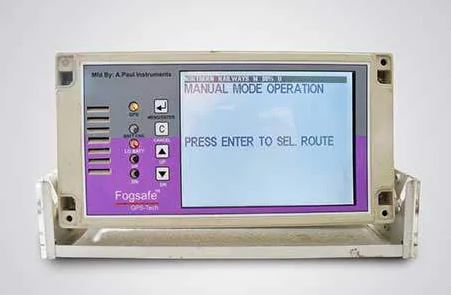 Mfd By: A.Paul Instruments
NORTHERN RAILWAYS
MANUAL MODE OPERATION
GPS
MENU/ENTER
BATT CHG
C
CANCEL
LO BATT
UP
PRESS ENTER TO SEL. ROUTE
ON
DN
Fogsafe
GPS-Tech